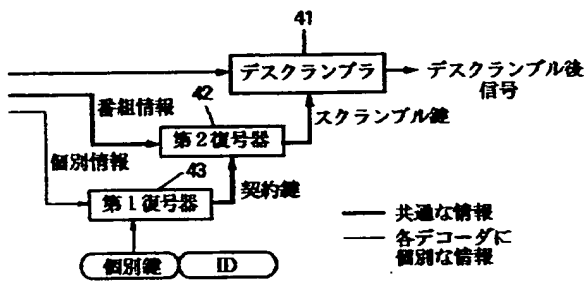 41
デスクランブラ
デスクランブル後
信号
番組情報
42
スクランブル鍵
第2復号器
個別情報
43
契約鍵
第1復号器
共通な情報
各デコーダに
個別な情報
個別鍵
ID